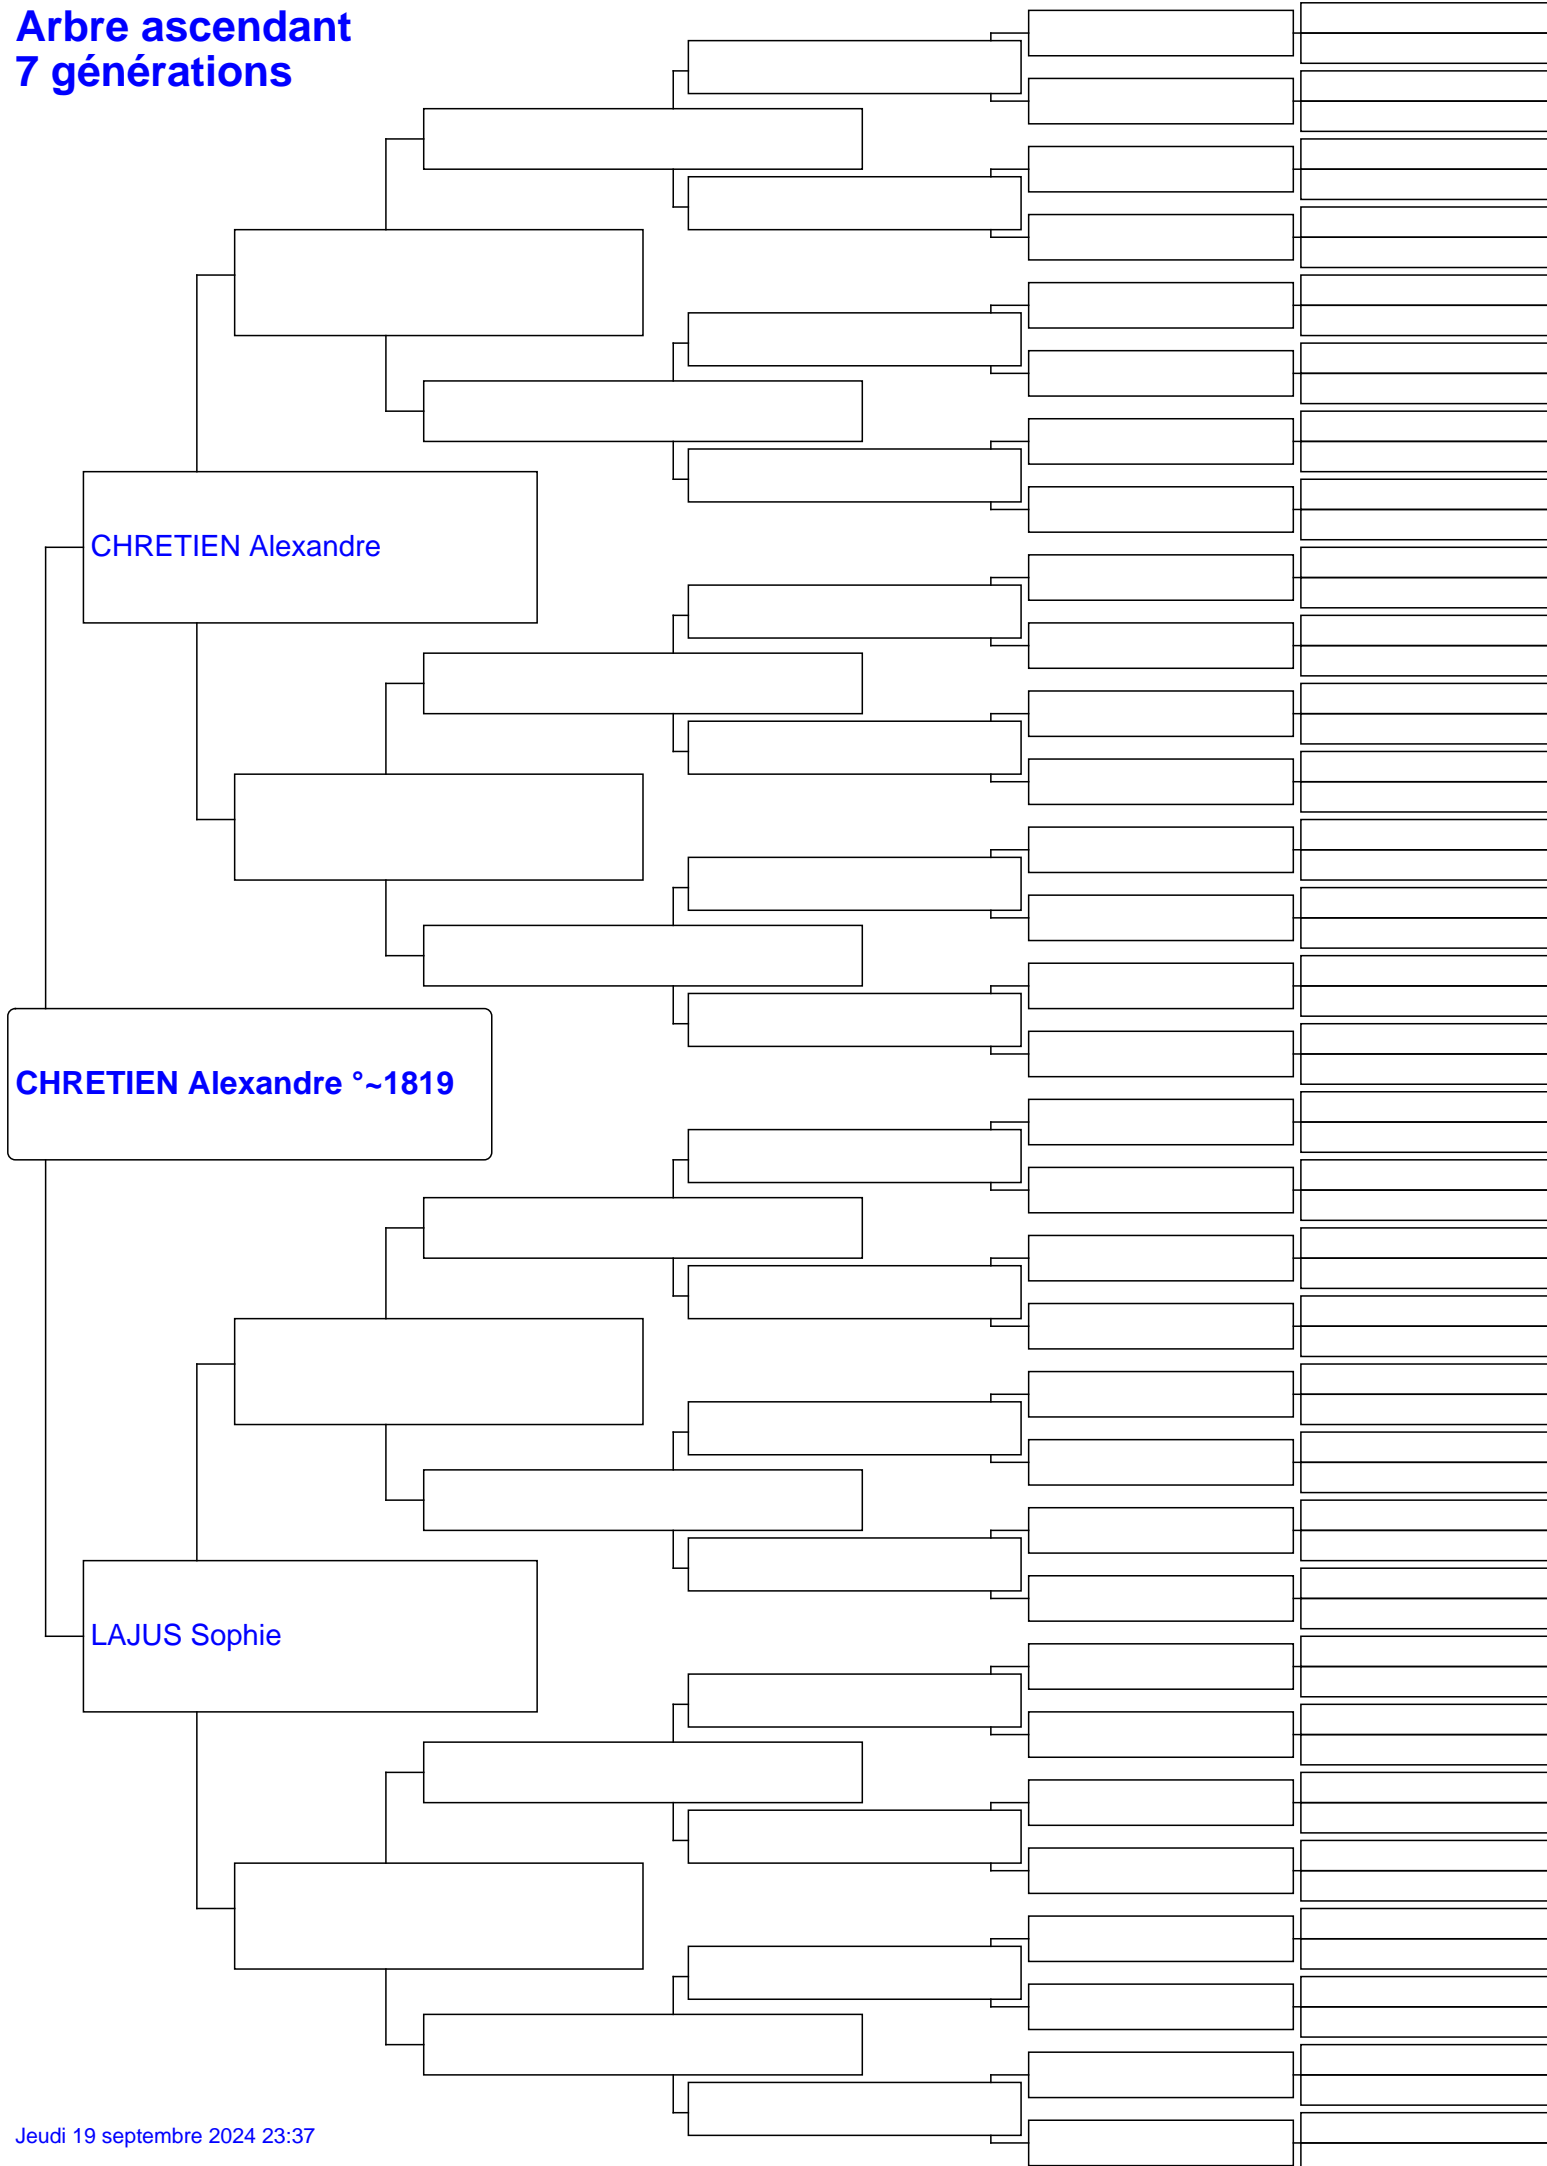 Arbre ascendant
7 générations
CHRETIEN Alexandre
CHRETIEN Alexandre °~1819
LAJUS Sophie
Jeudi 19 septembre 2024 23:37